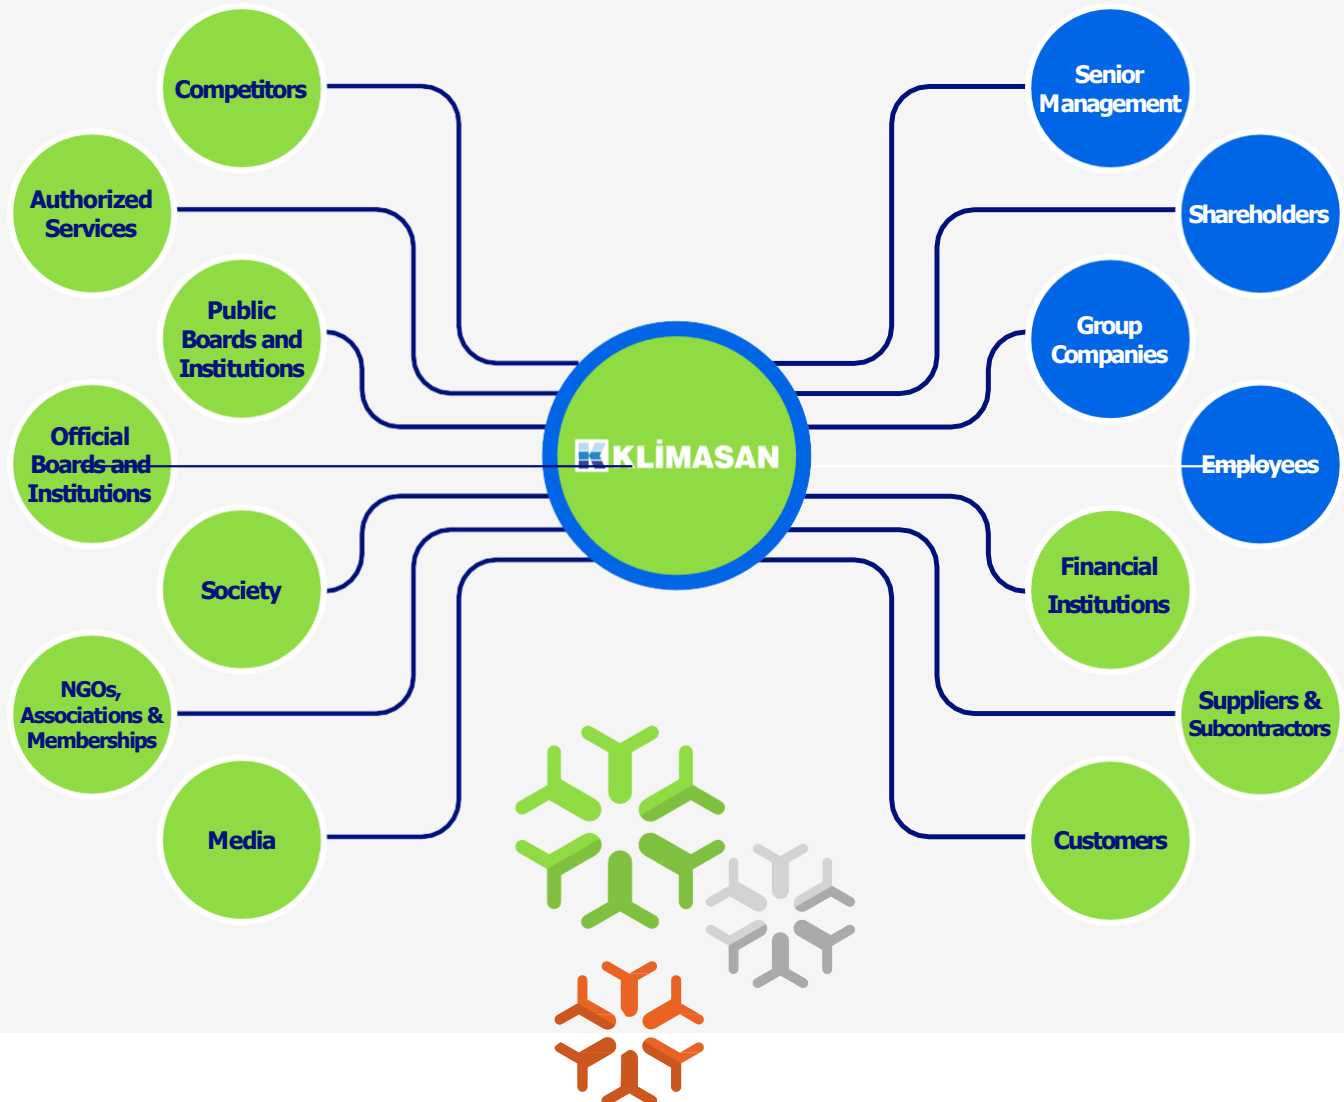 Competitors
Authorized
Services
Public
Boards and
Institutions
Official
Boards and
Institutions
Society
NGOs,
Associations &
Memberships
Media
KLİMASAN
Senior
Management
Shareholders
Group
Companies
Employees
Financial
Institutions
Suppliers &
Subcontractors
Customers